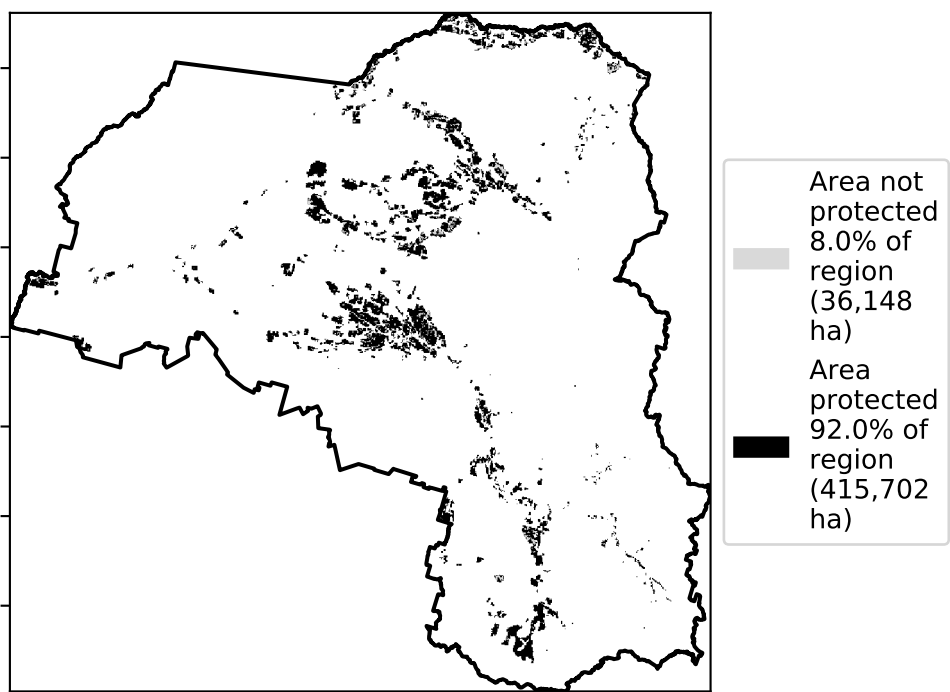 Area not
protected
8.0% of
region
(36,148
ha)
Area
protected
92.0% of
region
(415,702
ha)